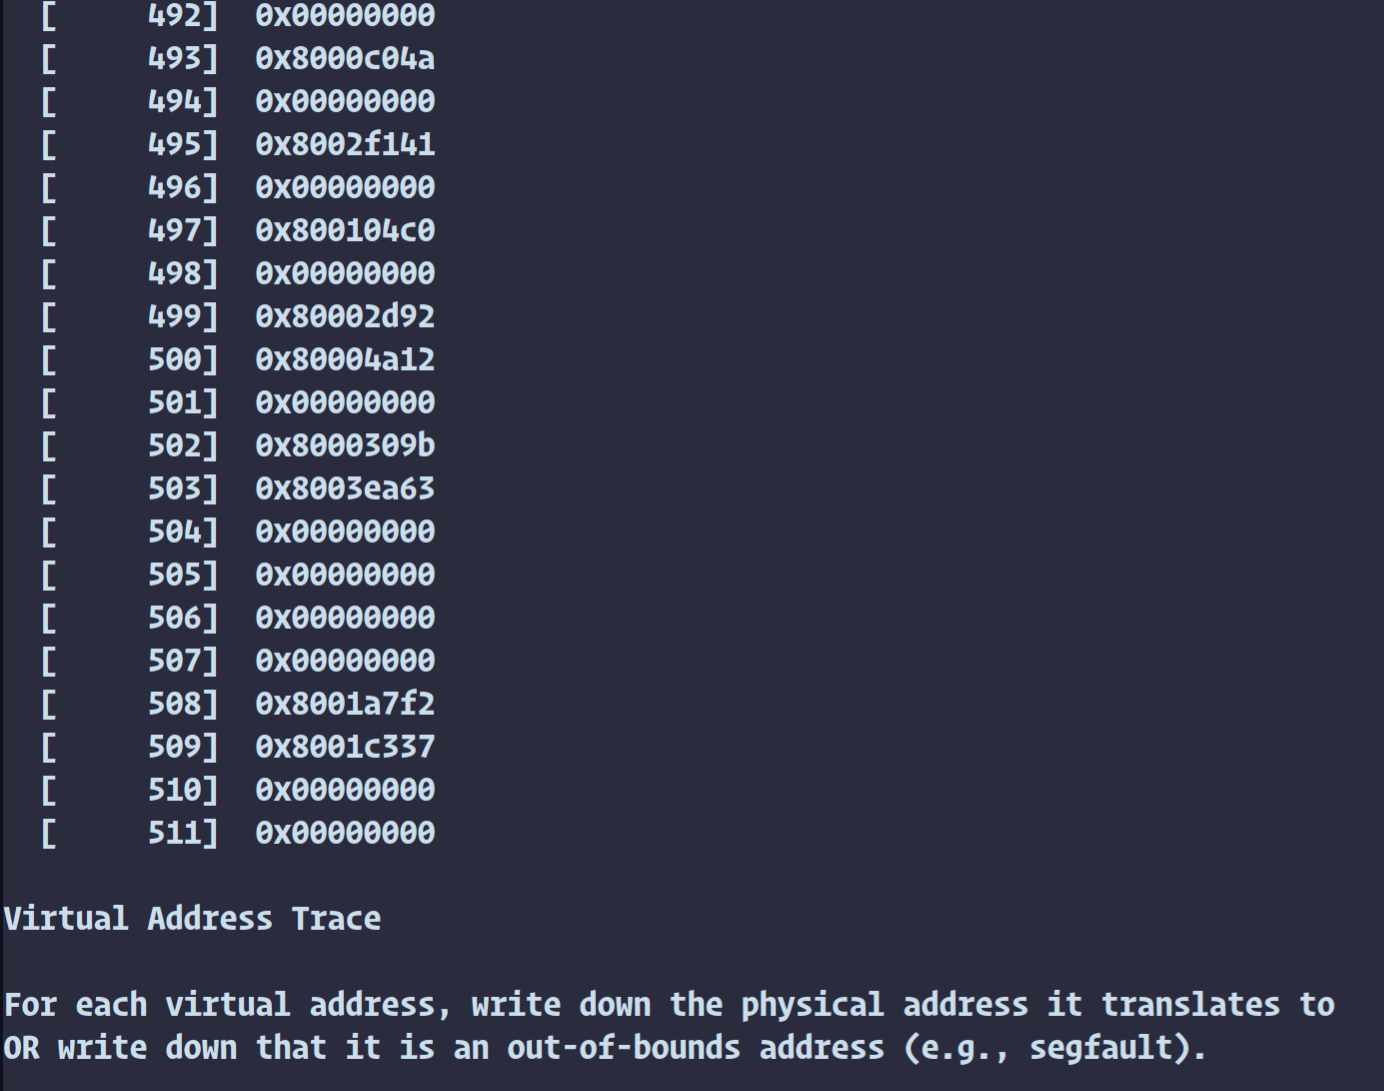 [     492]  0x00000000
[     493]  0x8000c04a
[     494]  0x00000000
[     495]  0x8002f141
[     496]  0x00000000
[     497]  0x800104c0
[     498]  0x00000000
[     499]  0x80002d92
[     500]  0x80004a12
[     501]  0x00000000
[     502]  0x8000309b
[     503]  0x8003ea63
[     504]  0x00000000
[     505]  0x00000000
[     506]  0x00000000
[     507]  0x00000000
[     508]  0x8001a7f2
[     509]  0x8001c337
[     510]  0x00000000
[     511]  0x00000000
Virtual Address Trace
For each virtual address, write down the physical address it translates to
OR write down that it is an out-of-bounds address (e.g., segfault).